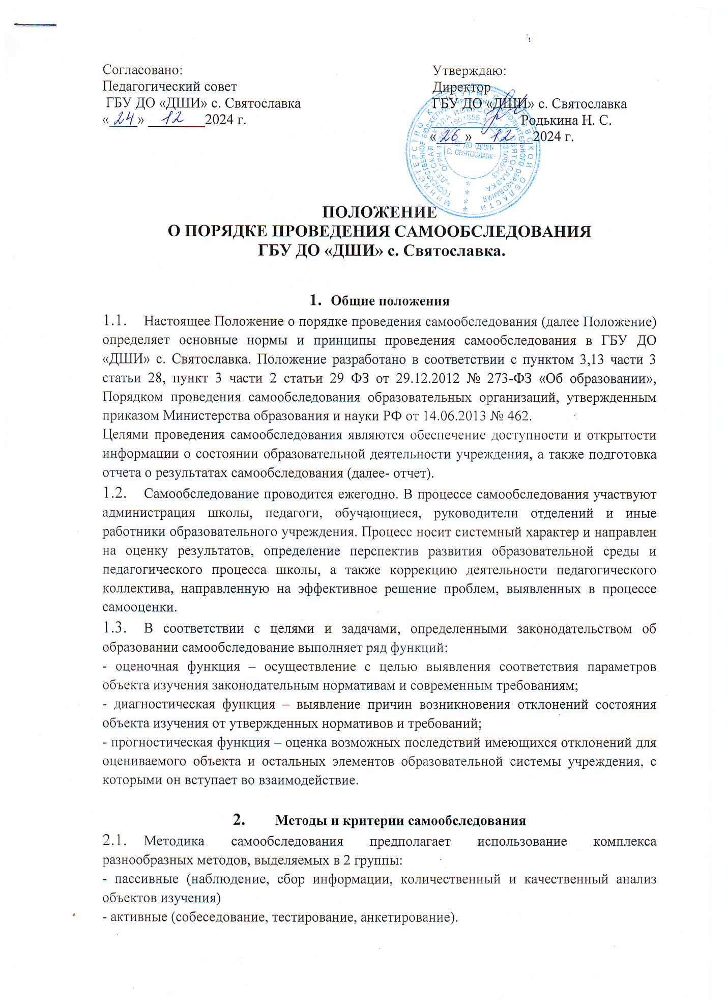 Согласовано:
Педагогический совет
ГБУ ДО «ДШИ» с. Святославка
«24» 12 2024 г.
Утверждаю:
Директор
ГБУ ДО «ДШИ» с. Святославка
Родькина Н. С.
«26» 12 2024 г.
МИНИСТЕРСТВО КУЛЬТУРЫ САРАТОВСКОЙ ОБЛАСТИ
ГБУ ДО «ДШИ»
С. СВЯТОСЛАВК
ПОЛОЖЕНИЕ
О ПОРЯДКЕ ПРОВЕДЕНИЯ САМООБСЛЕДОВАНИЯ
ГБУ ДО «ДШИ» с. Святославка.
1. Общие положения
1.1. Настоящее Положение о порядке проведения самообследования (далее Положение)
определяет основные нормы и принципы проведения самообследования в ГБУ ДО
«ДШИ» с. Святославка. Положение разработано в соответствии с пунктом 3,13 части 3
статьи 28, пункт 3 части 2 статьи 29 ФЗ от 29.12.2012 № 273-ФЗ «Об образовании»,
Порядком проведения самообследования образовательных организаций, утвержденным
приказом Министерства образования и науки РФ от 14.06.2013 № 462.
Целями проведения самообследования являются обеспечение доступности и открытости
информации о состоянии образовательной деятельности учреждения, а также подготовка
отчета о результатах самообследования (далее- отчет).
1.2. Самообследование проводится ежегодно. В процессе самообследования участвуют
администрация школы, педагоги, обучающиеся, руководители отделений и иные
работники образовательного учреждения. Процесс носит системный характер и направлен
на оценку результатов, определение перспектив развития образовательной среды и
педагогического процесса школы, а также коррекцию деятельности педагогического
коллектива, направленную на эффективное решение проблем, выявленных в процессе
самооценки.
1.3. В соответствии с целями и задачами, определенными законодательством об
образовании самообследование выполняет ряд функций:
- оценочная функция – осуществление с целью выявления соответствия параметров
объекта изучения законодательным нормативам и современным требованиям;
- диагностическая функция – выявление причин возникновения отклонений состояния
объекта изучения от утвержденных нормативов и требований;
- прогностическая функция – оценка возможных последствий имеющихся отклонений для
оцениваемого объекта и остальных элементов образовательной системы учреждения, с
которыми он вступает во взаимодействие.
2. Методы и критерии самообследования
2.1. Методика самообследования предполагает использование комплекса
разнообразных методов, выделяемых в 2 группы:
- пассивные (наблюдение, сбор информации, количественный и качественный анализ
объектов изучения)
- активные (собеседование, тестирование, анкетирование).